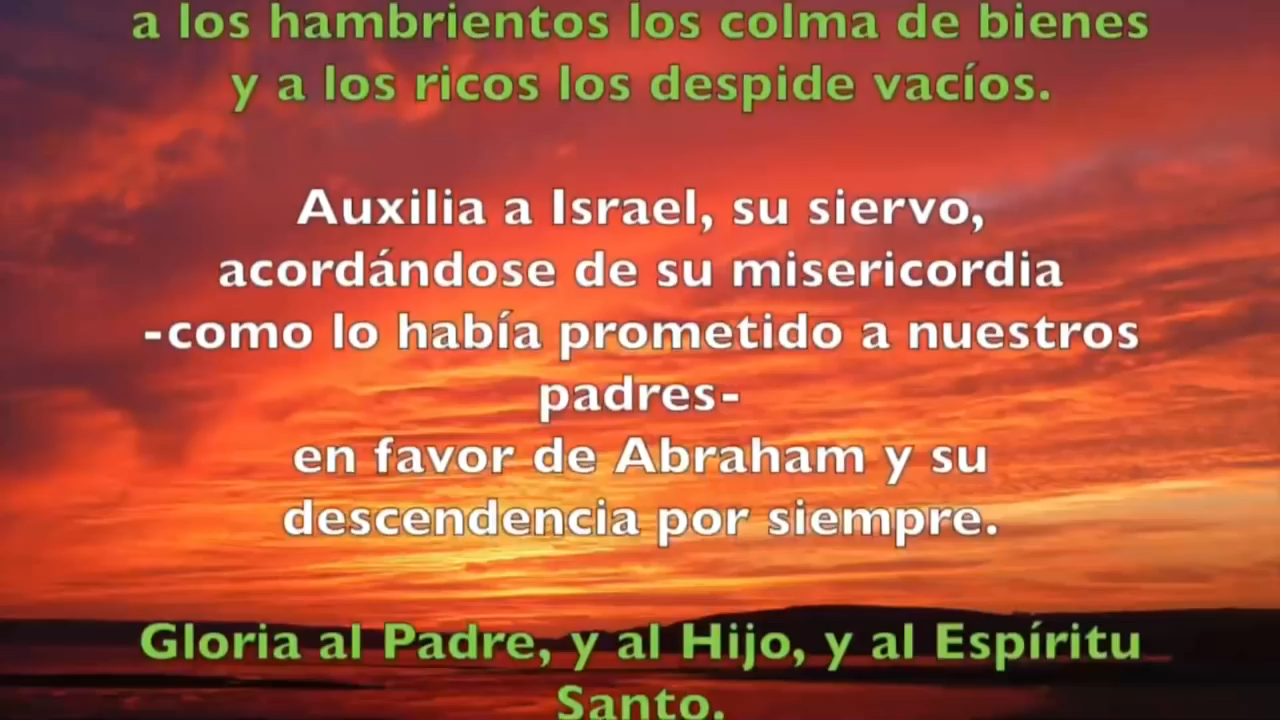 a los hambrientos los colma de bienes
y a los ricos los despide vacíos.
Auxilia a Israel, su siervo,
acordándose de su misericordia
-como lo había prometido a nuestros
padres-
en favor de Abraham y su
descendencia por siempre.
Gloria al Padre, y al Hijo, y al Espíritu
Santo.